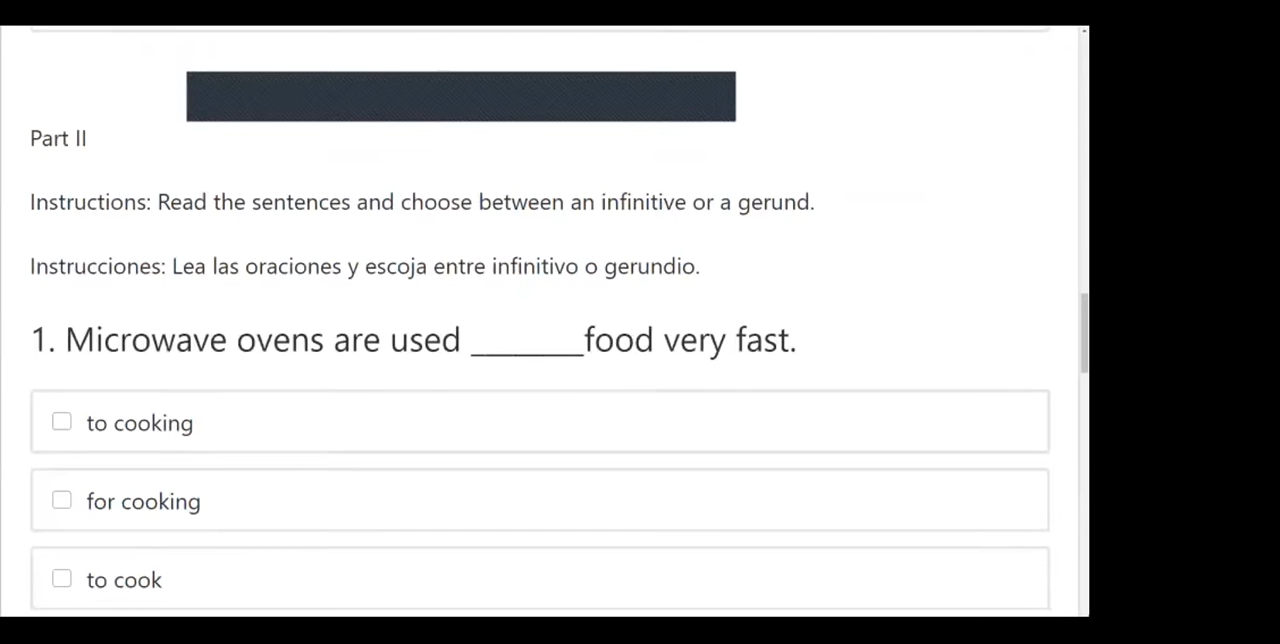 Part II
Instructions: Read the sentences and choose between an infinitive or a gerund.
Instrucciones: Lea las oraciones y escoja entre infinitivo o gerundio.
1. Microwave ovens are used _______food very fast.
to cooking
for cooking
to cook